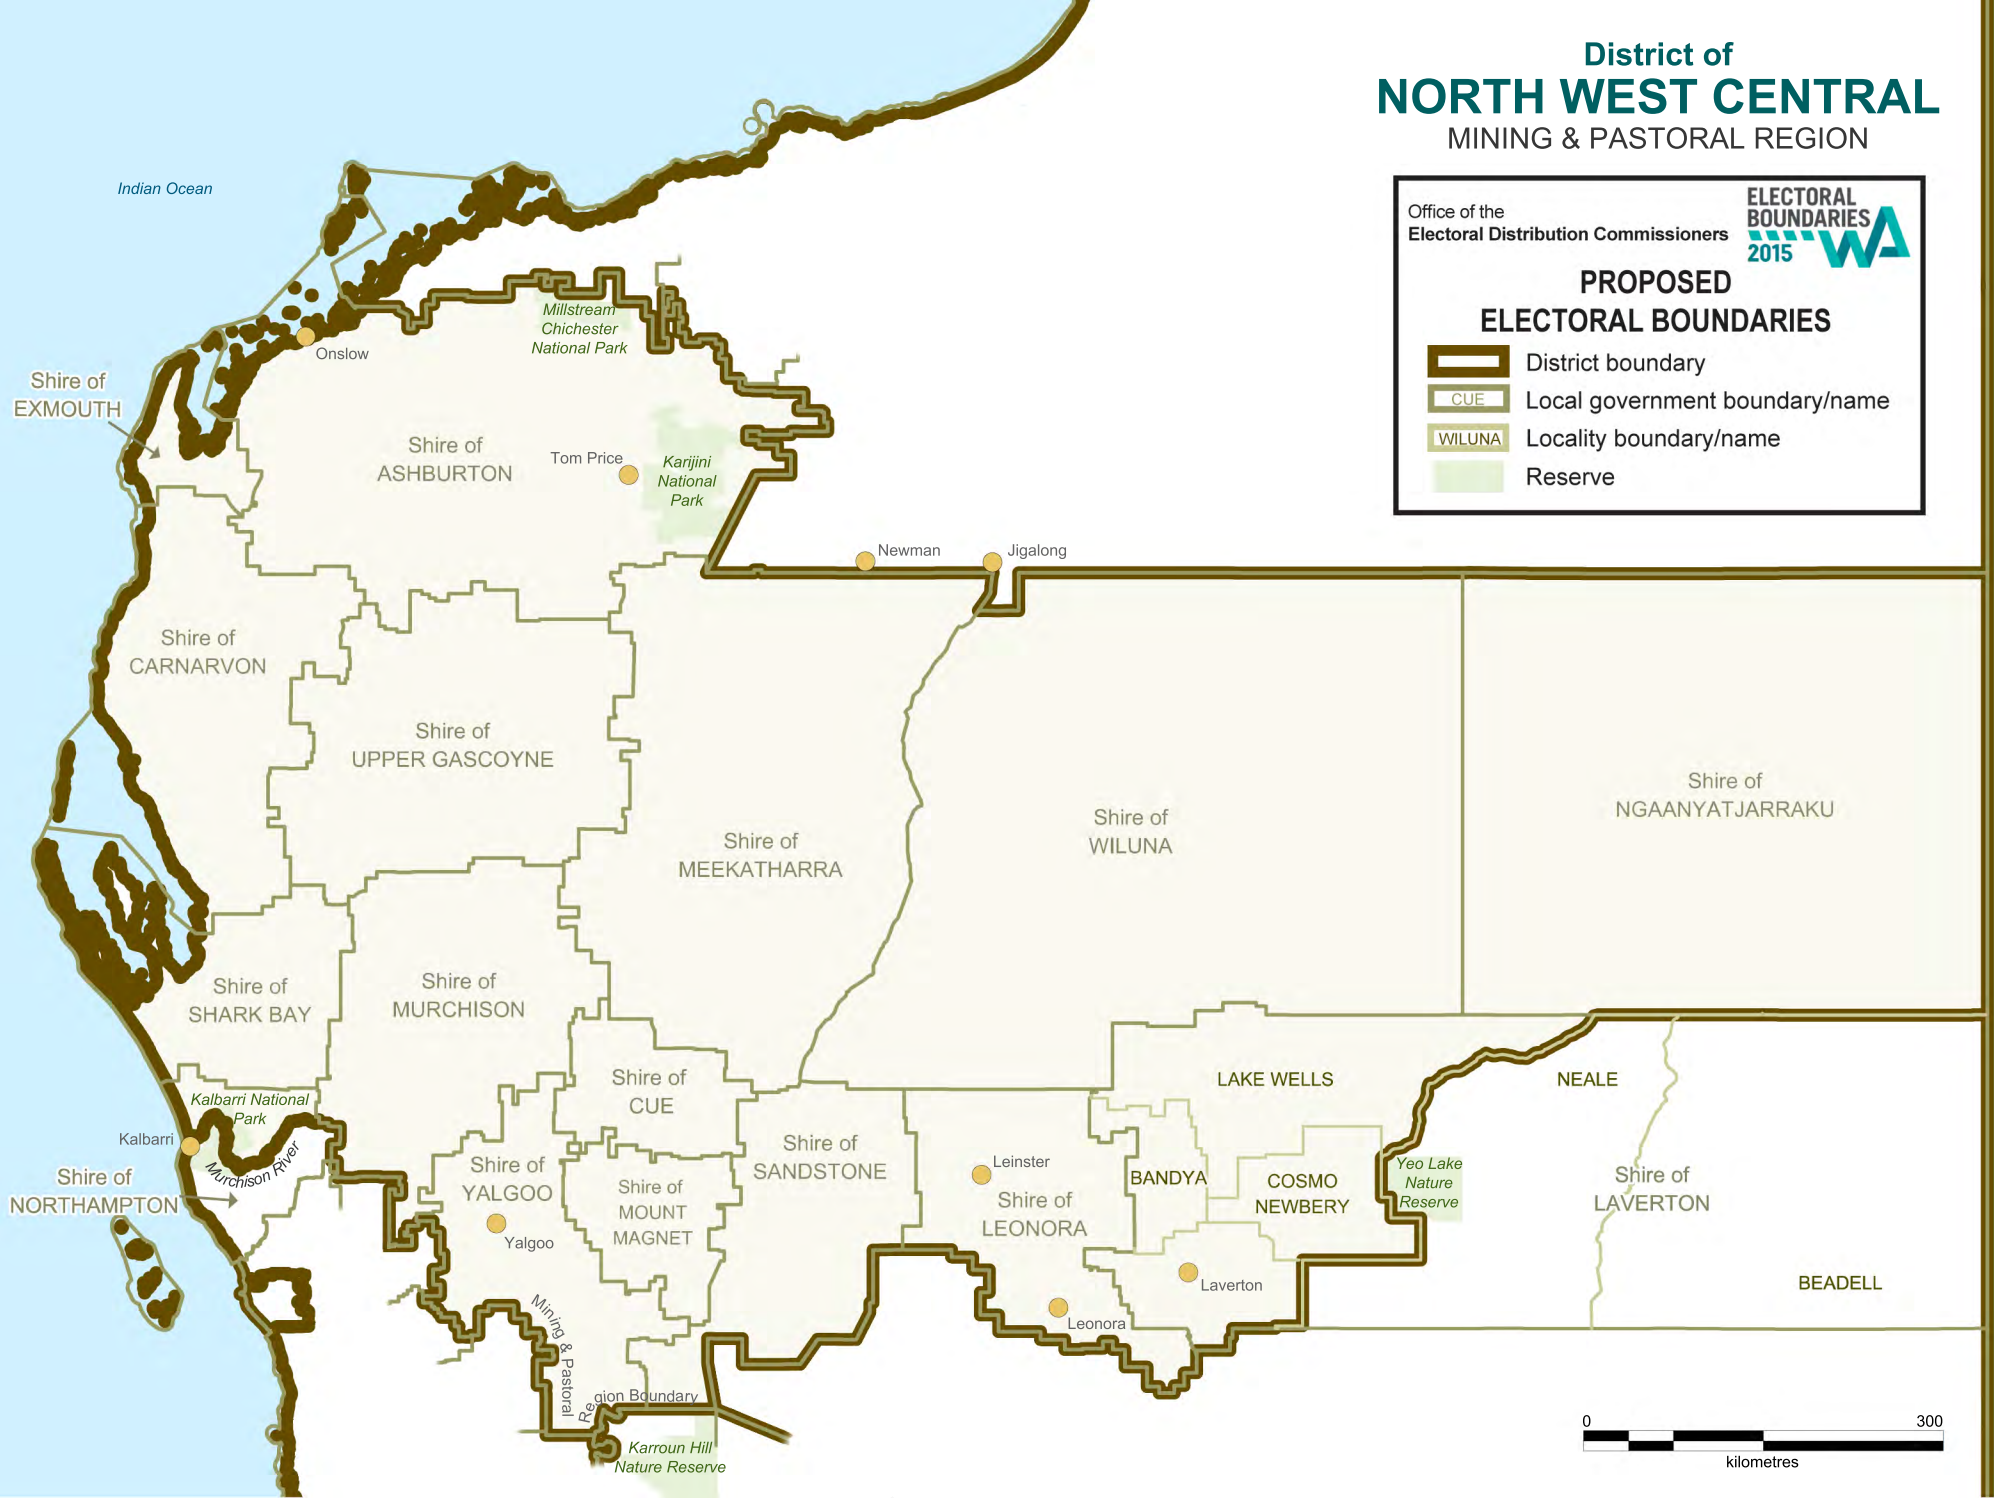 District of
NORTH WEST CENTRAL
MINING & PASTORAL REGION
Office of the
Electoral Distribution Commissioners
ELECTORAL
BOUNDARIES
2015
WA
PROPOSED
ELECTORAL BOUNDARIES
District boundary
CUE
Local government boundary/name
WILUNA
Locality boundary/name
Reserve
Indian Ocean
Millstream
Chichester
National Park
Onslow
Shire of
EXMOUTH
Shire of
ASHBURTON
Tom Price
Karijini
National
Park
Newman
Jigalong
Shire of
CARNARVON
Shire of
UPPER GASCOYNE
Shire of
MEEKATHARRA
Shire of
WILUNA
Shire of
NGAANYATJARRAKU
Shire of
SHARK BAY
Shire of
MURCHISON
Shire of
CUE
LAKE WELLS
NEALE
Kalbarri National
Park
Kalbarri
Murchison River
Shire of
NORTHAMPTON
Shire of
YALGOO
Yalgoo
Shire of
MOUNT
MAGNET
Shire of
SANDSTONE
Leinster
Shire of
LEONORA
Leonora
BANDYA
COSMO
NEWBERY
Yeo Lake
Nature
Reserve
Shire of
LAVERTON
Laverton
BEADELL
Mining & Pastoral
Region Boundary
Karroun Hill
Nature Reserve
0 300
kilometres